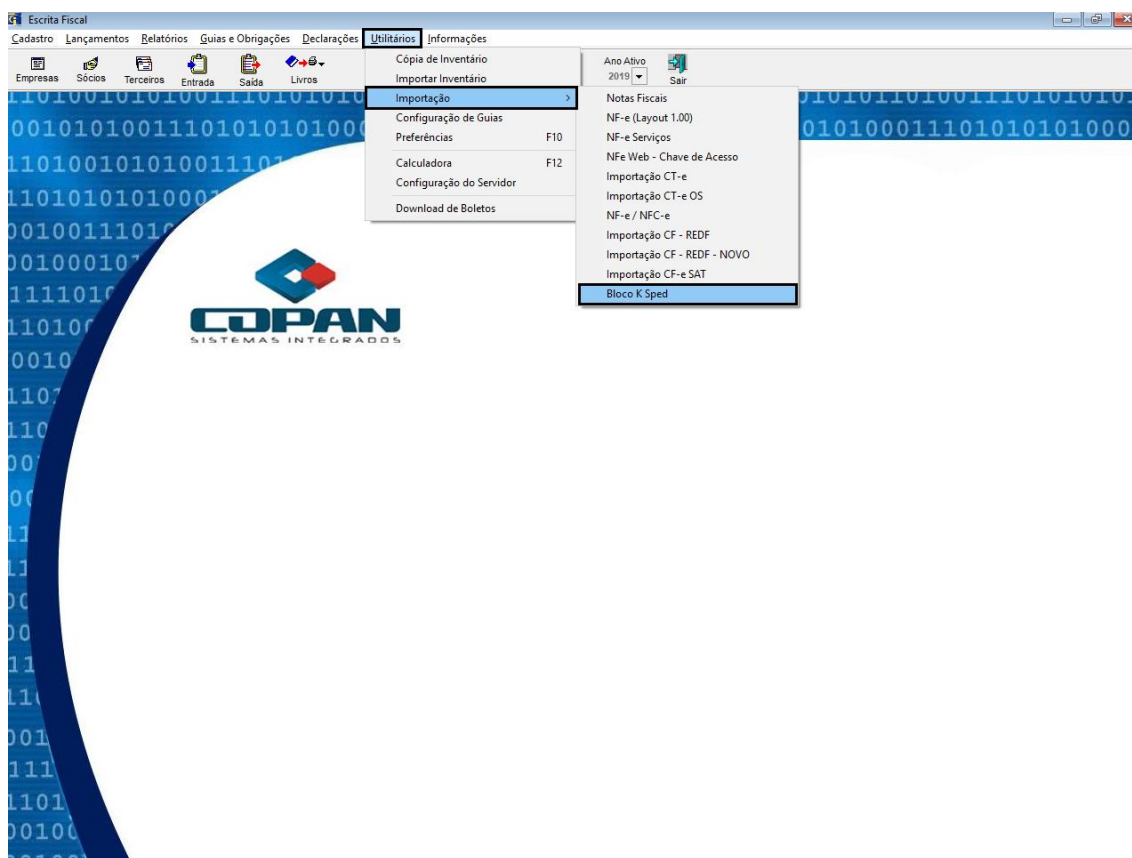 Escrita Fiscal
Cadastro Lançamentos Relatórios Guias e Obrigações Declarações Utilitários Informações
Empresas Sócios Terceiros Entrada Saída Livros
Ano Ativo
2019
Sair
Cópia de Inventário
Importar Inventário
Importação
Configuração de Guias
Preferências F10
Calculadora F12
Configuração do Servidor
Download de Boletos
Notas Fiscais
NF-e (Layout 1.00)
NF-e Serviços
NFe Web - Chave de Acesso
Importação CT-e
Importação CT-e OS
NF-e / NFC-e
Importação CF - REDF
Importação CF - REDF - NOVO
Importação CF-e SAT
Bloco K Sped
COPAN
SISTEMAS INTEGRADOS